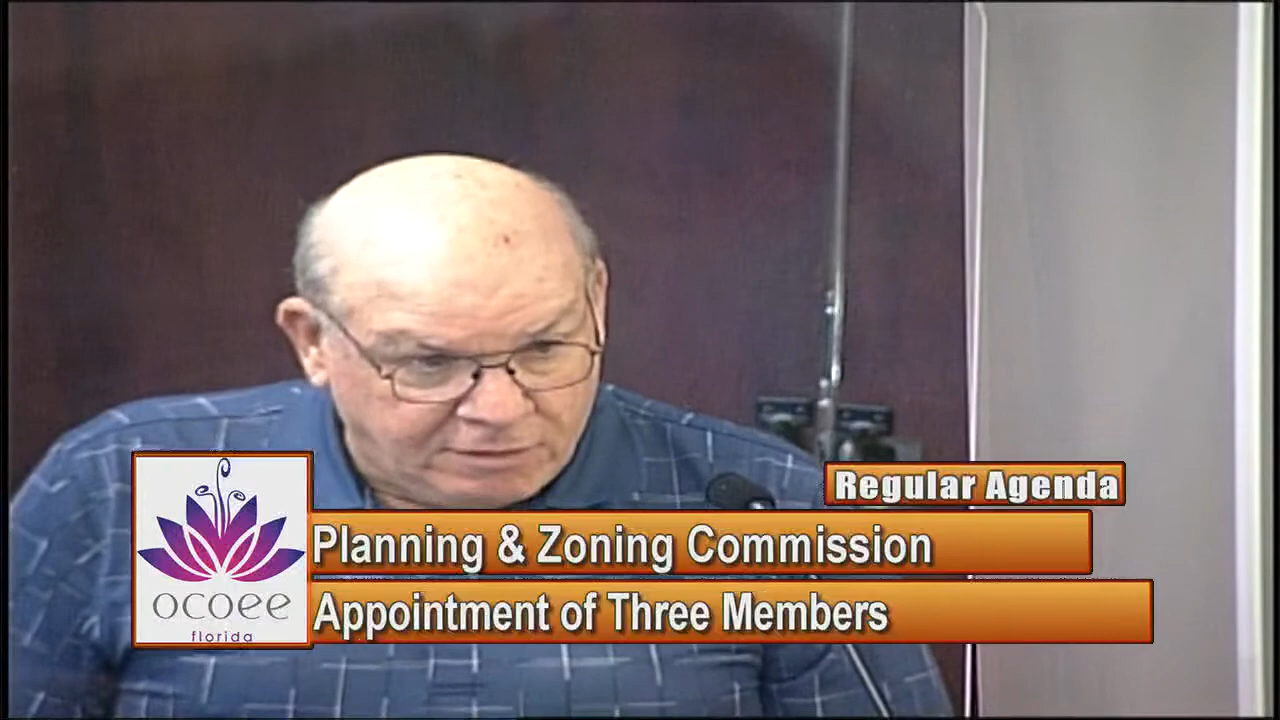 Regular Agenda
Planning & Zoning Commission
Appointment of Three Members
ocoee
florida